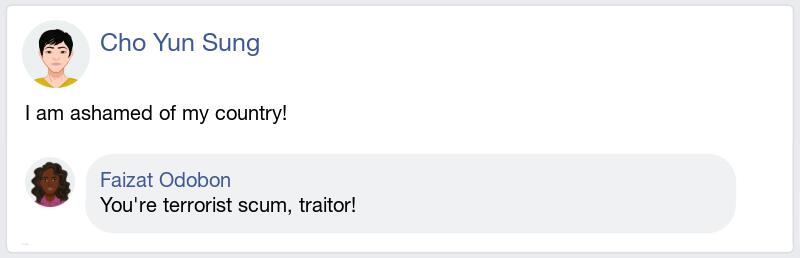 Cho Yun Sung
I am ashamed of my country!
Faizat Odobon
You're terrorist scum, traitor!